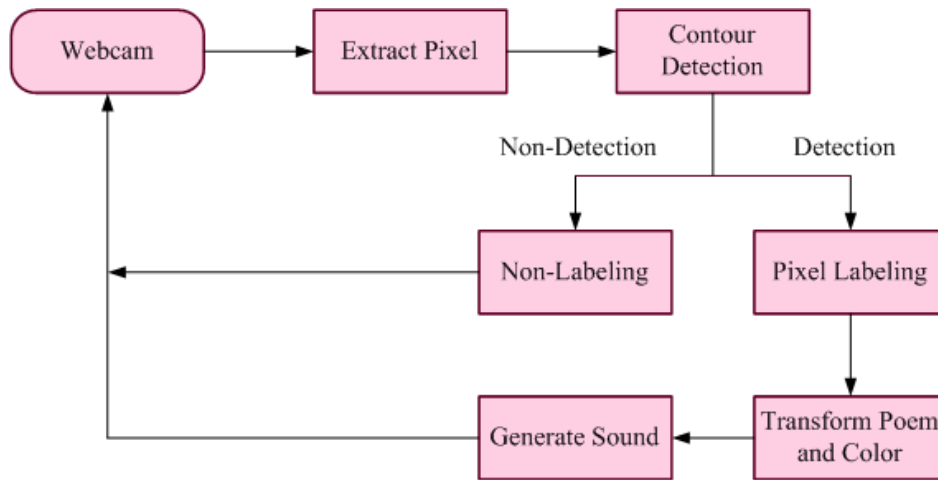 Webcam
Extract Pixel
Contour
Detection
Non-Detection
Detection
Non-Labeling
Pixel Labeling
Generate Sound
Transform Poem
and Color